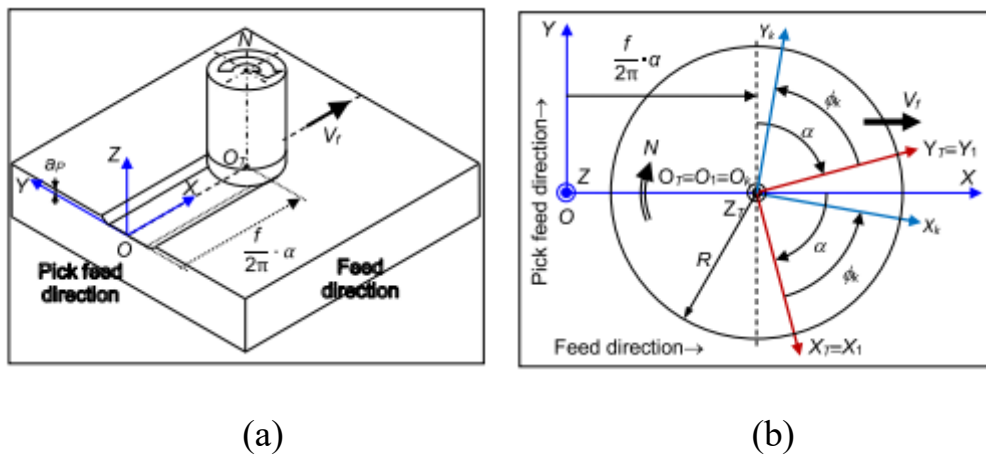 N
V_f
a_P
Z
O_T
Y
X
O
f
2π · α
Pick feed
direction
Feed
direction
Y
Y_k
f
2π · α
ϕ_k
V_f
α
Pick feed direction→
N
Y_T=Y_1
Z
O_T=O_1=O_k
X
O
Z_T
X_k
α
R
ϕ_k
Feed direction→
X_T=X_1
(a)
(b)